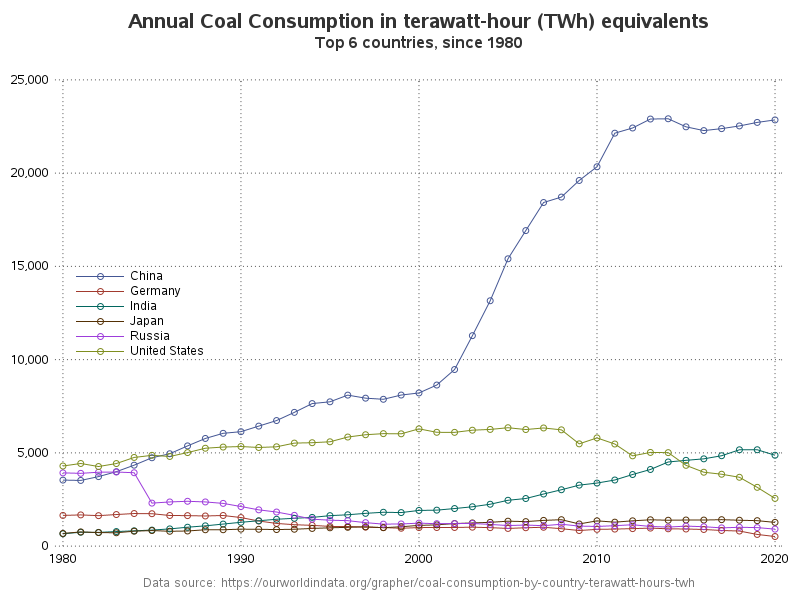 Annual Coal Consumption in terawatt-hour (TWh) equivalents
Top 6 countries, since 1980
25,000
20,000
15,000
China
Germany
India
Japan
Russia
United States
10,000
5,000
0
1980 1990 2000 2010 2020
Data source: https://ourworldindata.org/grapher/coal-consumption-by-country-terawatt-hours-twh